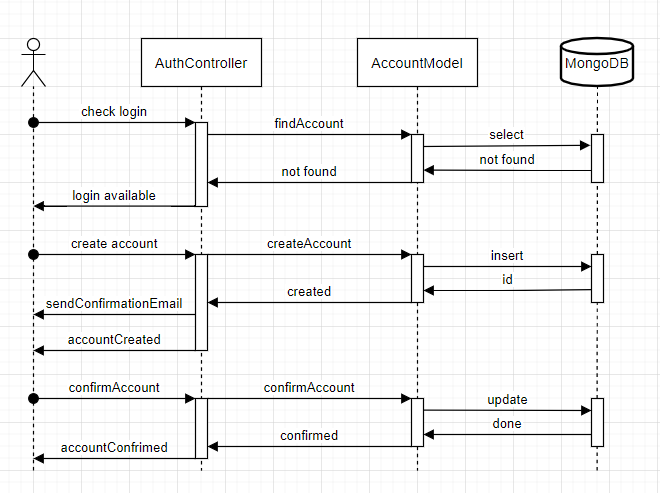 AuthController
AccountModel
MongoDB
check login
findAccount
select
not found
not found
login available
create account
createAccount
insert
id
created
sendConfirmationEmail
accountCreated
confirmAccount
confirmAccount
update
done
confirmed
accountConfrimed